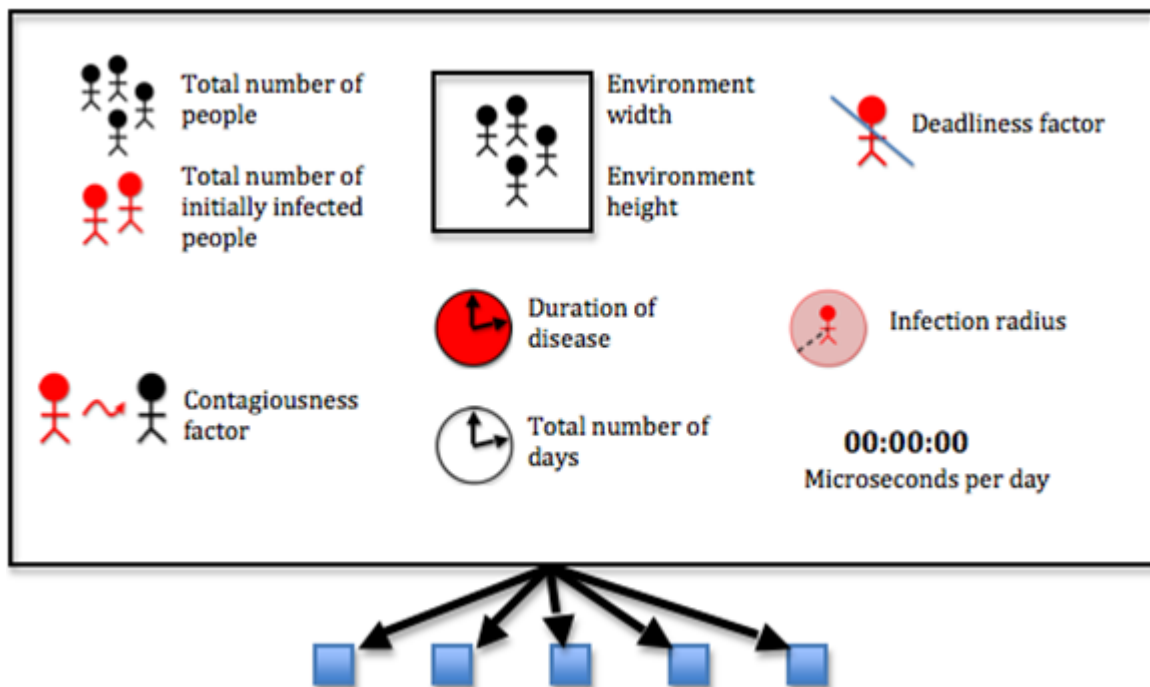 Total number of
people
Total number of
initially infected
people
Contagiousness
factor
Environment
width
Environment
height
Duration of
disease
Total number of
days
Deadliness factor
Infection radius
00:00:00
Microseconds per day